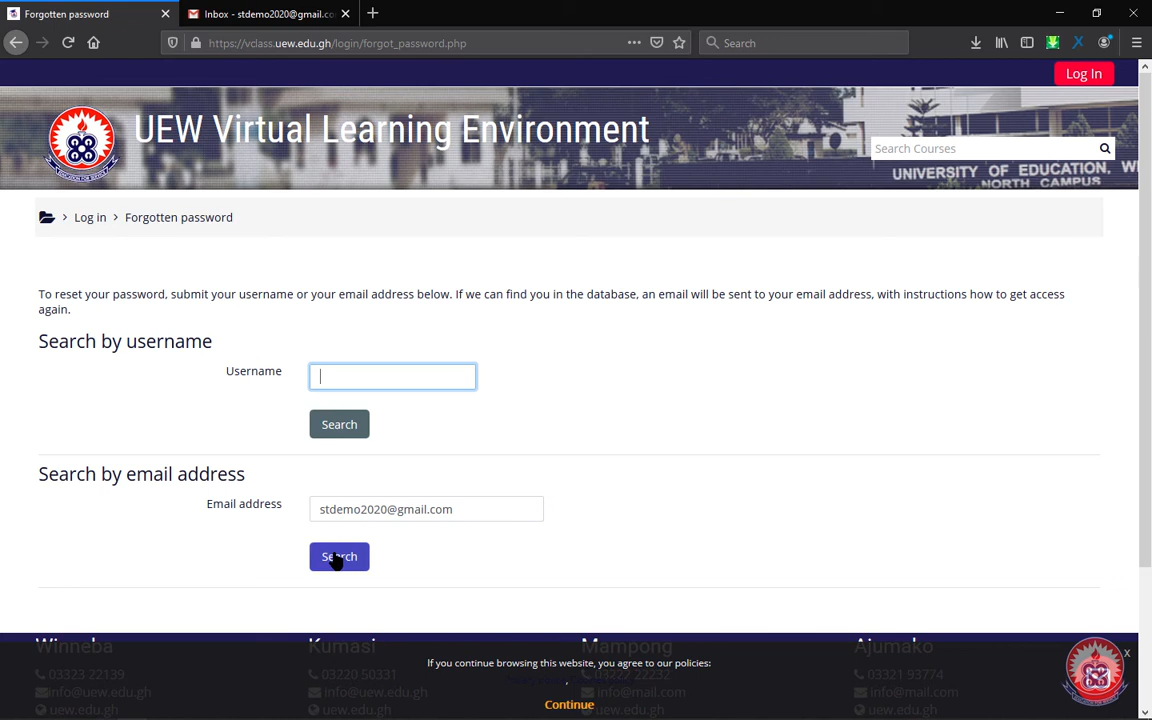 Forgotten password
Inbox - stdemo2020@gmail.co
https://vclass.uew.edu.gh/login/forgot_password.php
Search
Log In
UEW Virtual Learning Environment
Search Courses
UNIVERSITY OF EDUCATION, WI
NORTH CAMPUS
> Log in > Forgotten password
To reset your password, submit your username or your email address below. If we can find you in the database, an email will be sent to your email address, with instructions how to get access
again.
Search by username
Username
Search
Search by email address
Email address
stdemo2020@gmail.com
Search
Winneba Kumasi Mampong Ajumako
If you continue browsing this website, you agree to our policies:
x
03323 22139 03220 50331 03222 22232 03321 93774
info@uew.edu.gh info@uew.edu.gh info@mail.com info@mail.com
uew.edu.gh uew.edu.gh uew.edu.gh
Continue